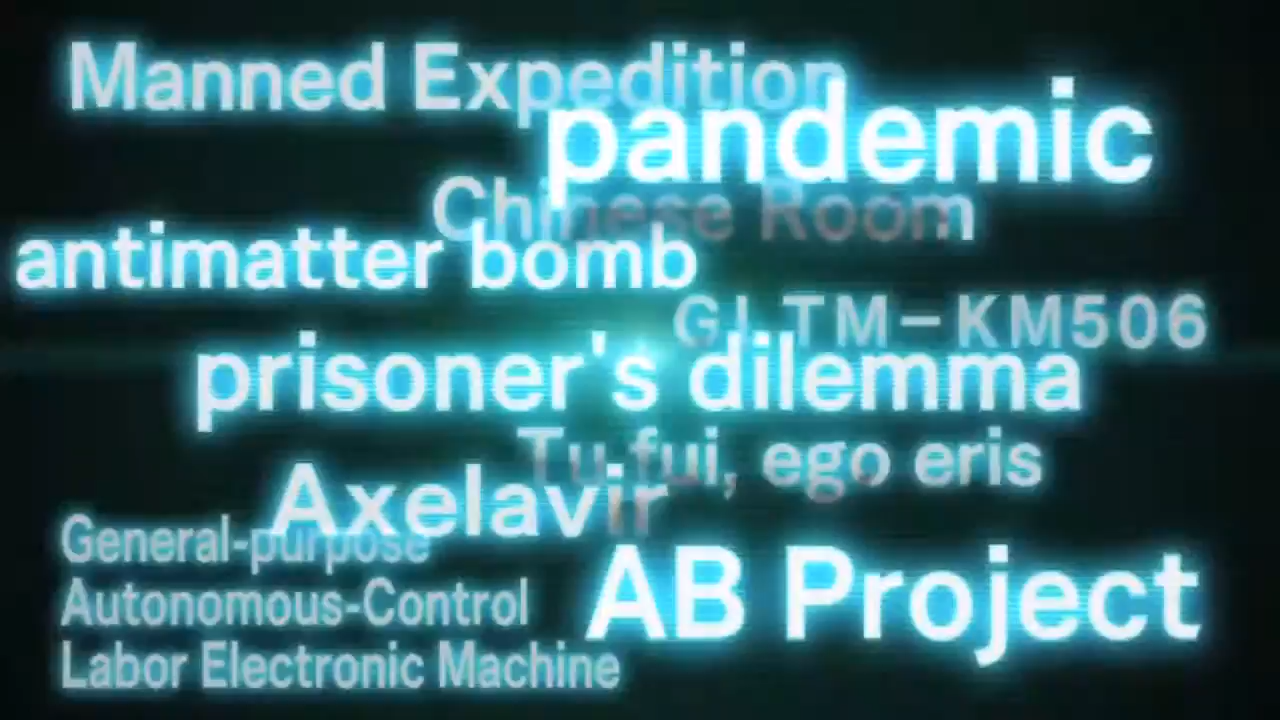 Manned Expedition
pandemic
Chinese Room
antimatter bomb
GLTM-KM506
prisoner's dilemma
Tu fui, ego eris
Axelavir
General-purpose
Autonomous-Control
Labor Electronic Machine
AB Project